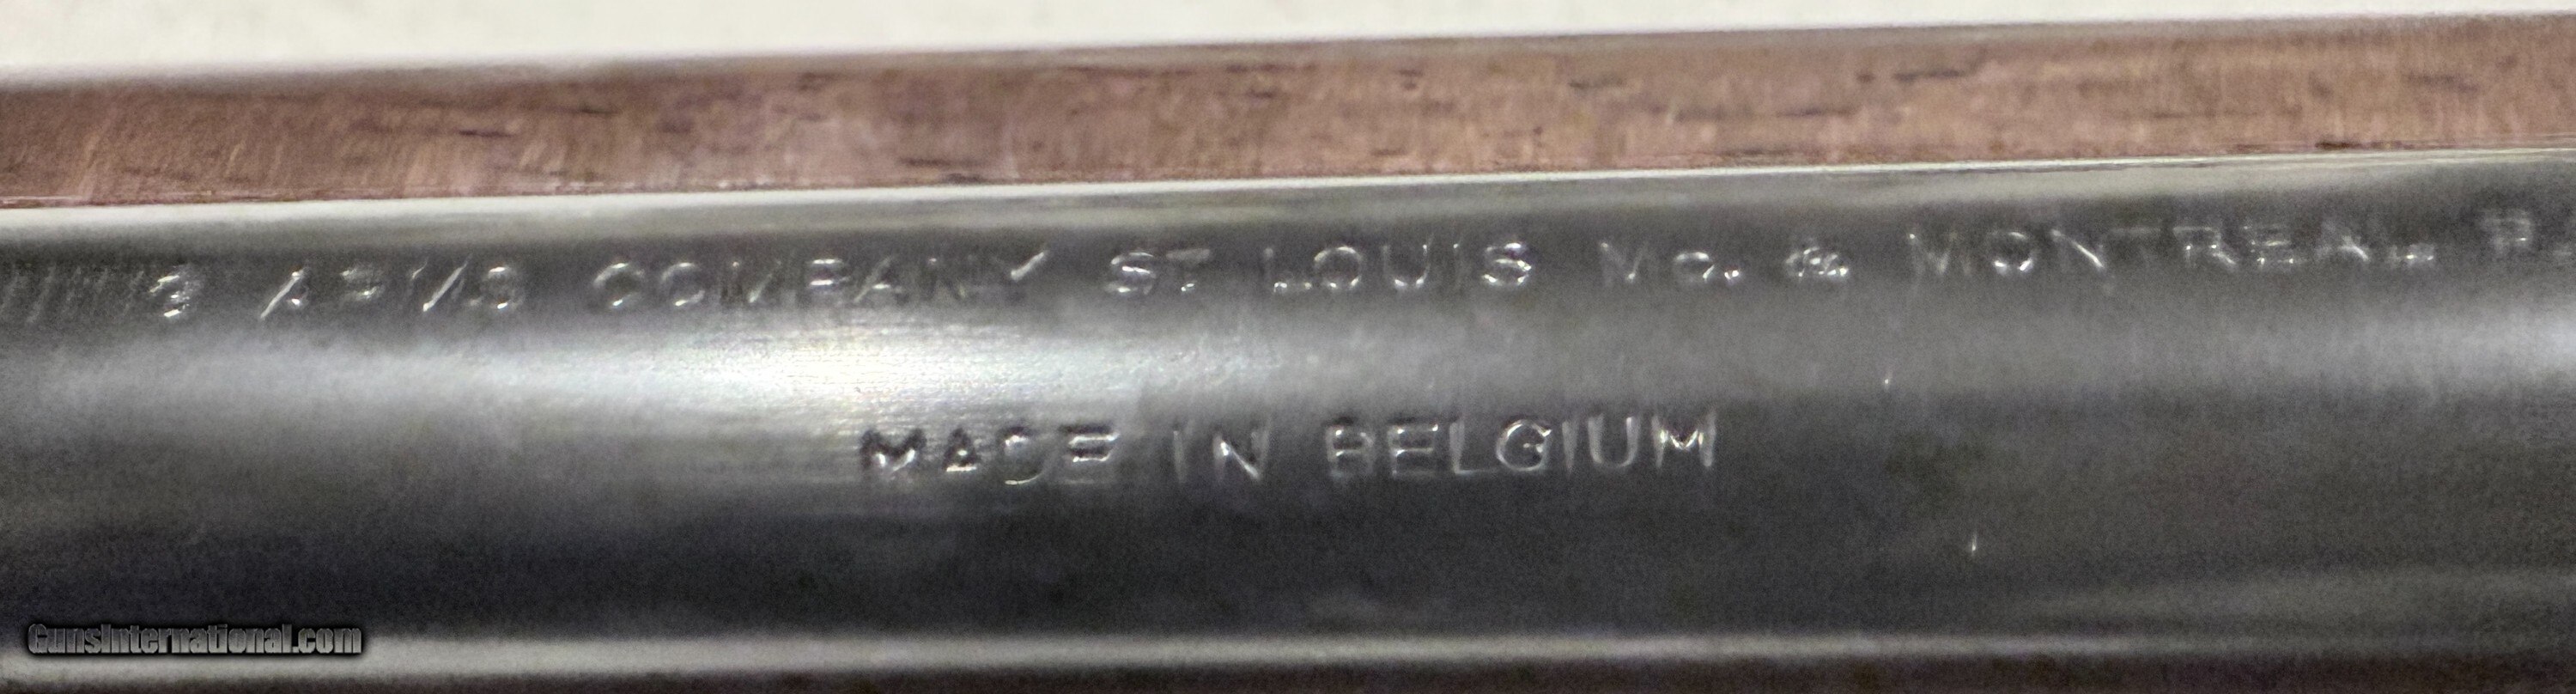 G ARMS COMPANY ST LOUIS Mo. & MONTREAL P.
MADE IN BELGIUM
GunsInternational.com